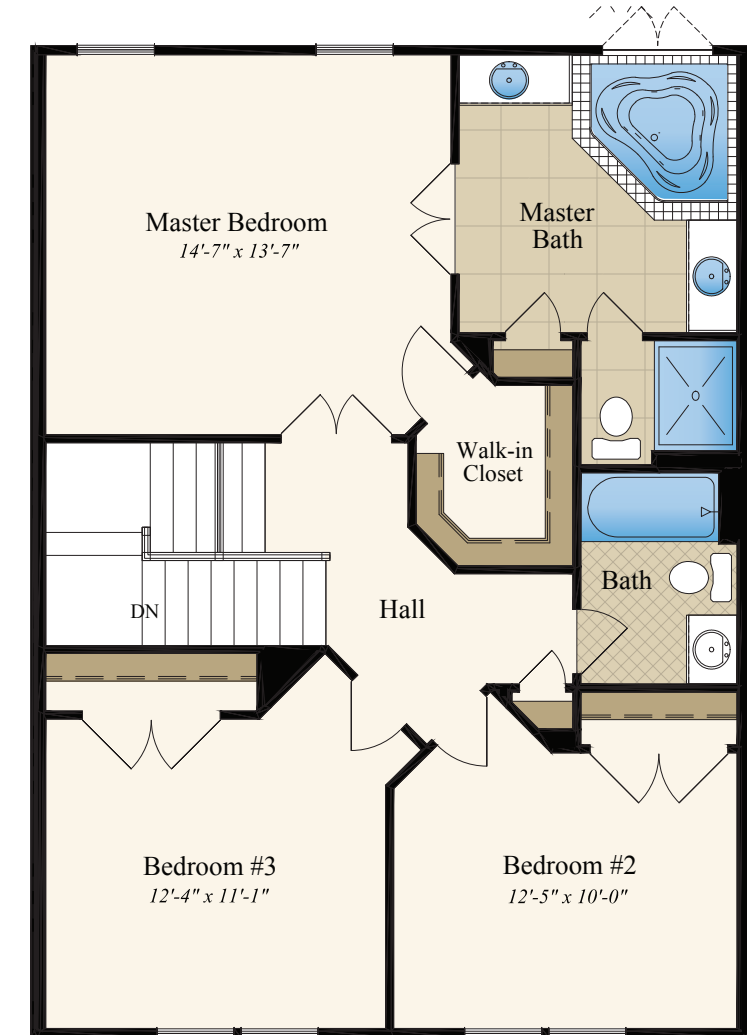 Master Bedroom
14'-7" x 13'-7"
Master
Bath
Walk-in
Closet
Bath
Hall
DN
Bedroom #3
12'-4" x 11'-1"
Bedroom #2
12'-5" x 10'-0"